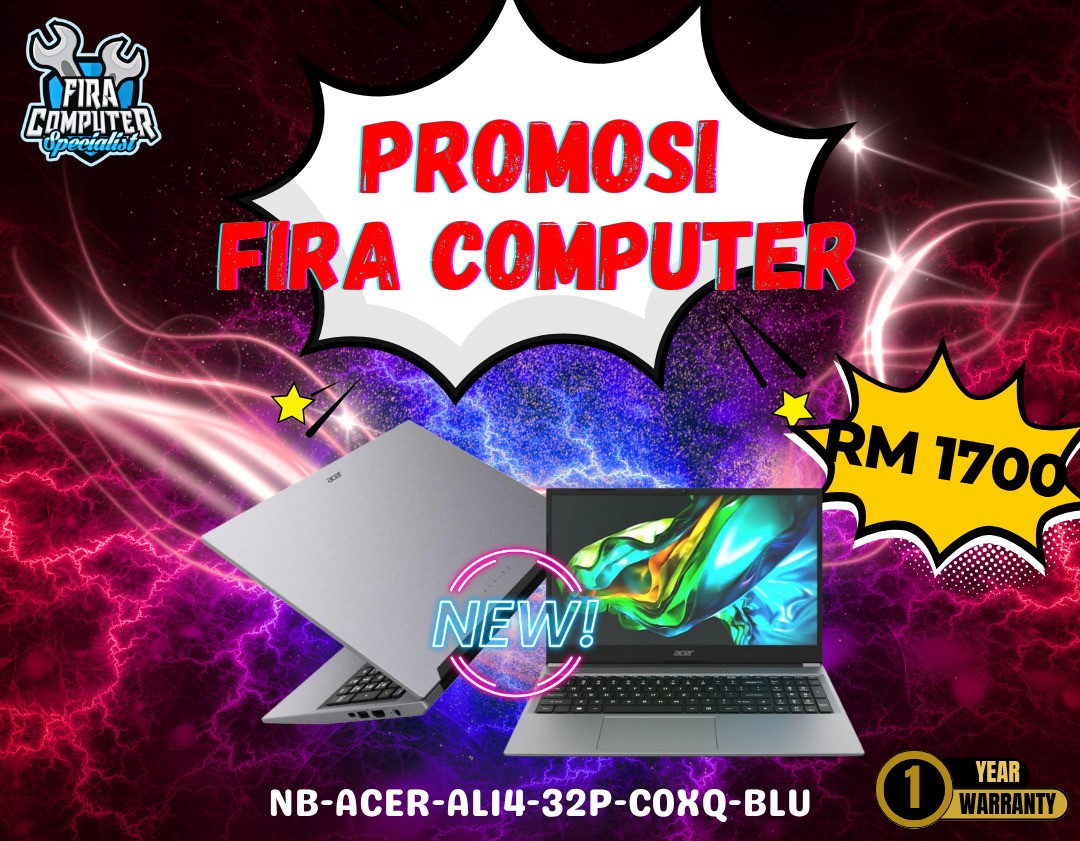 FIRA
COMPUTER
Specialist
PROMOSI
FIRA COMPUTER
RM 1700
acer
NEW!
acer
NB-ACER-AL14-32P-C0XQ-BLU
1
YEAR
WARRANTY